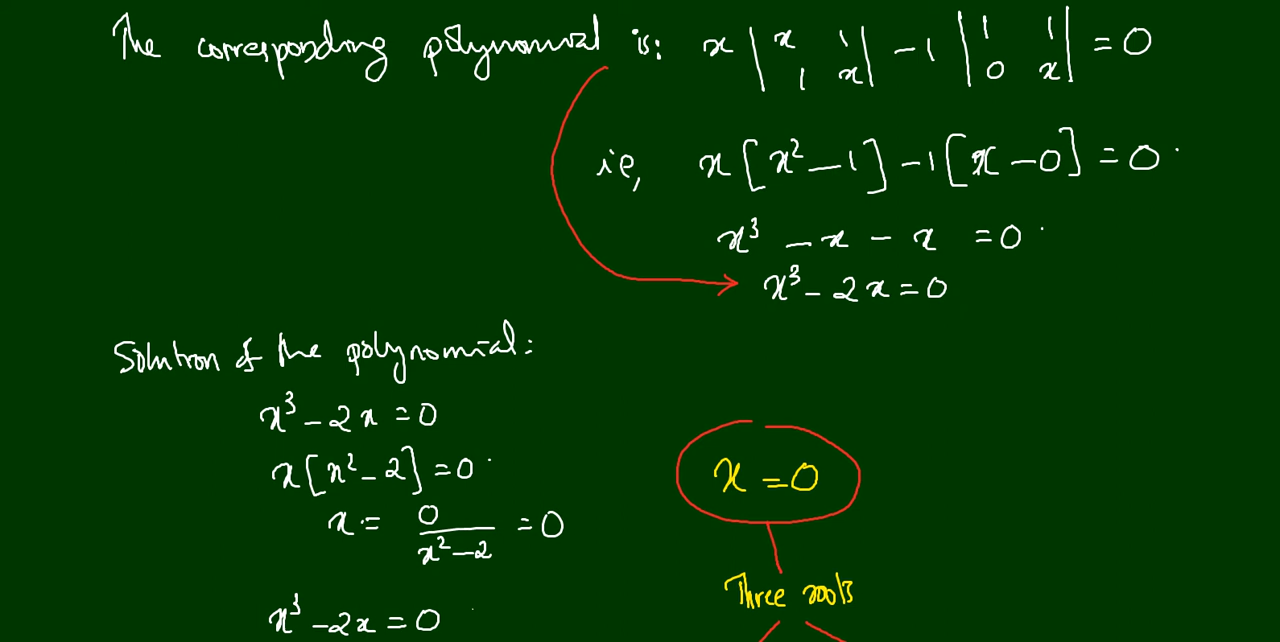 The corresponding polynomial is: x |x 1 1 x| - 1 |1 1 0 x| = 0
ie, x[x² - 1] - 1[x - 0] = 0
x³ - x - x = 0
x³ - 2x = 0
Solution of the polynomial:
x³ - 2x = 0
x[x² - 2] = 0
x = 0/(x² - 2) = 0
x³ - 2x = 0
x = 0
Three roots